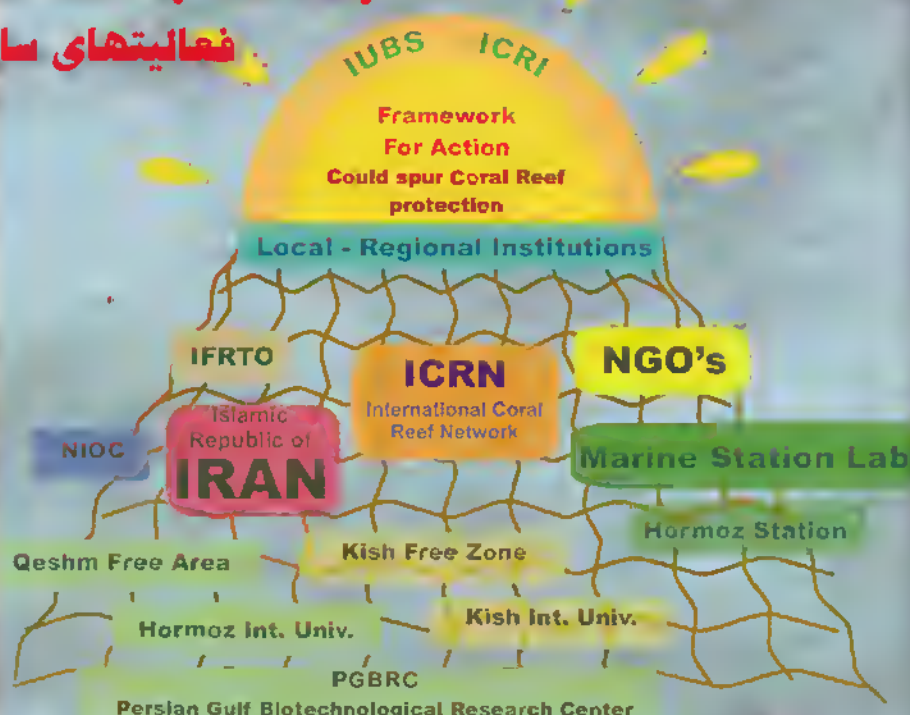 فعالیتهای
IUBS ICRI
Framework
For Action
Could spur Coral Reef
protection
Local - Regional Institutions
IFRTO
ICRN
International Coral
Reef Network
NGO's
Islamic
Republic of
IRAN
NIOC
Marine Station Lab
Hormoz Station
Qeshm Free Area
Kish Free Zone
Hormoz Int. Univ.
Kish Int. Univ.
PGBRC
Persian Gulf Biotechnological Research Center